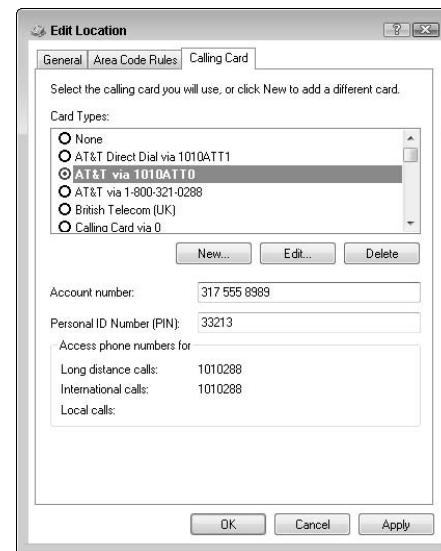 Edit Location
General Area Code Rules Calling Card
Select the calling card you will use, or click New to add a different card.
Card Types:
None
AT&T Direct Dial via 1010ATT1
AT&T via 1010ATT0
AT&T via 1-800-321-0288
British Telecom (UK)
Calling Card via 0
New... Edit... Delete
Account number: 317 555 8989
Personal ID Number (PIN): 33213
Access phone numbers for
Long distance calls: 1010288
International calls: 1010288
Local calls:
OK Cancel Apply